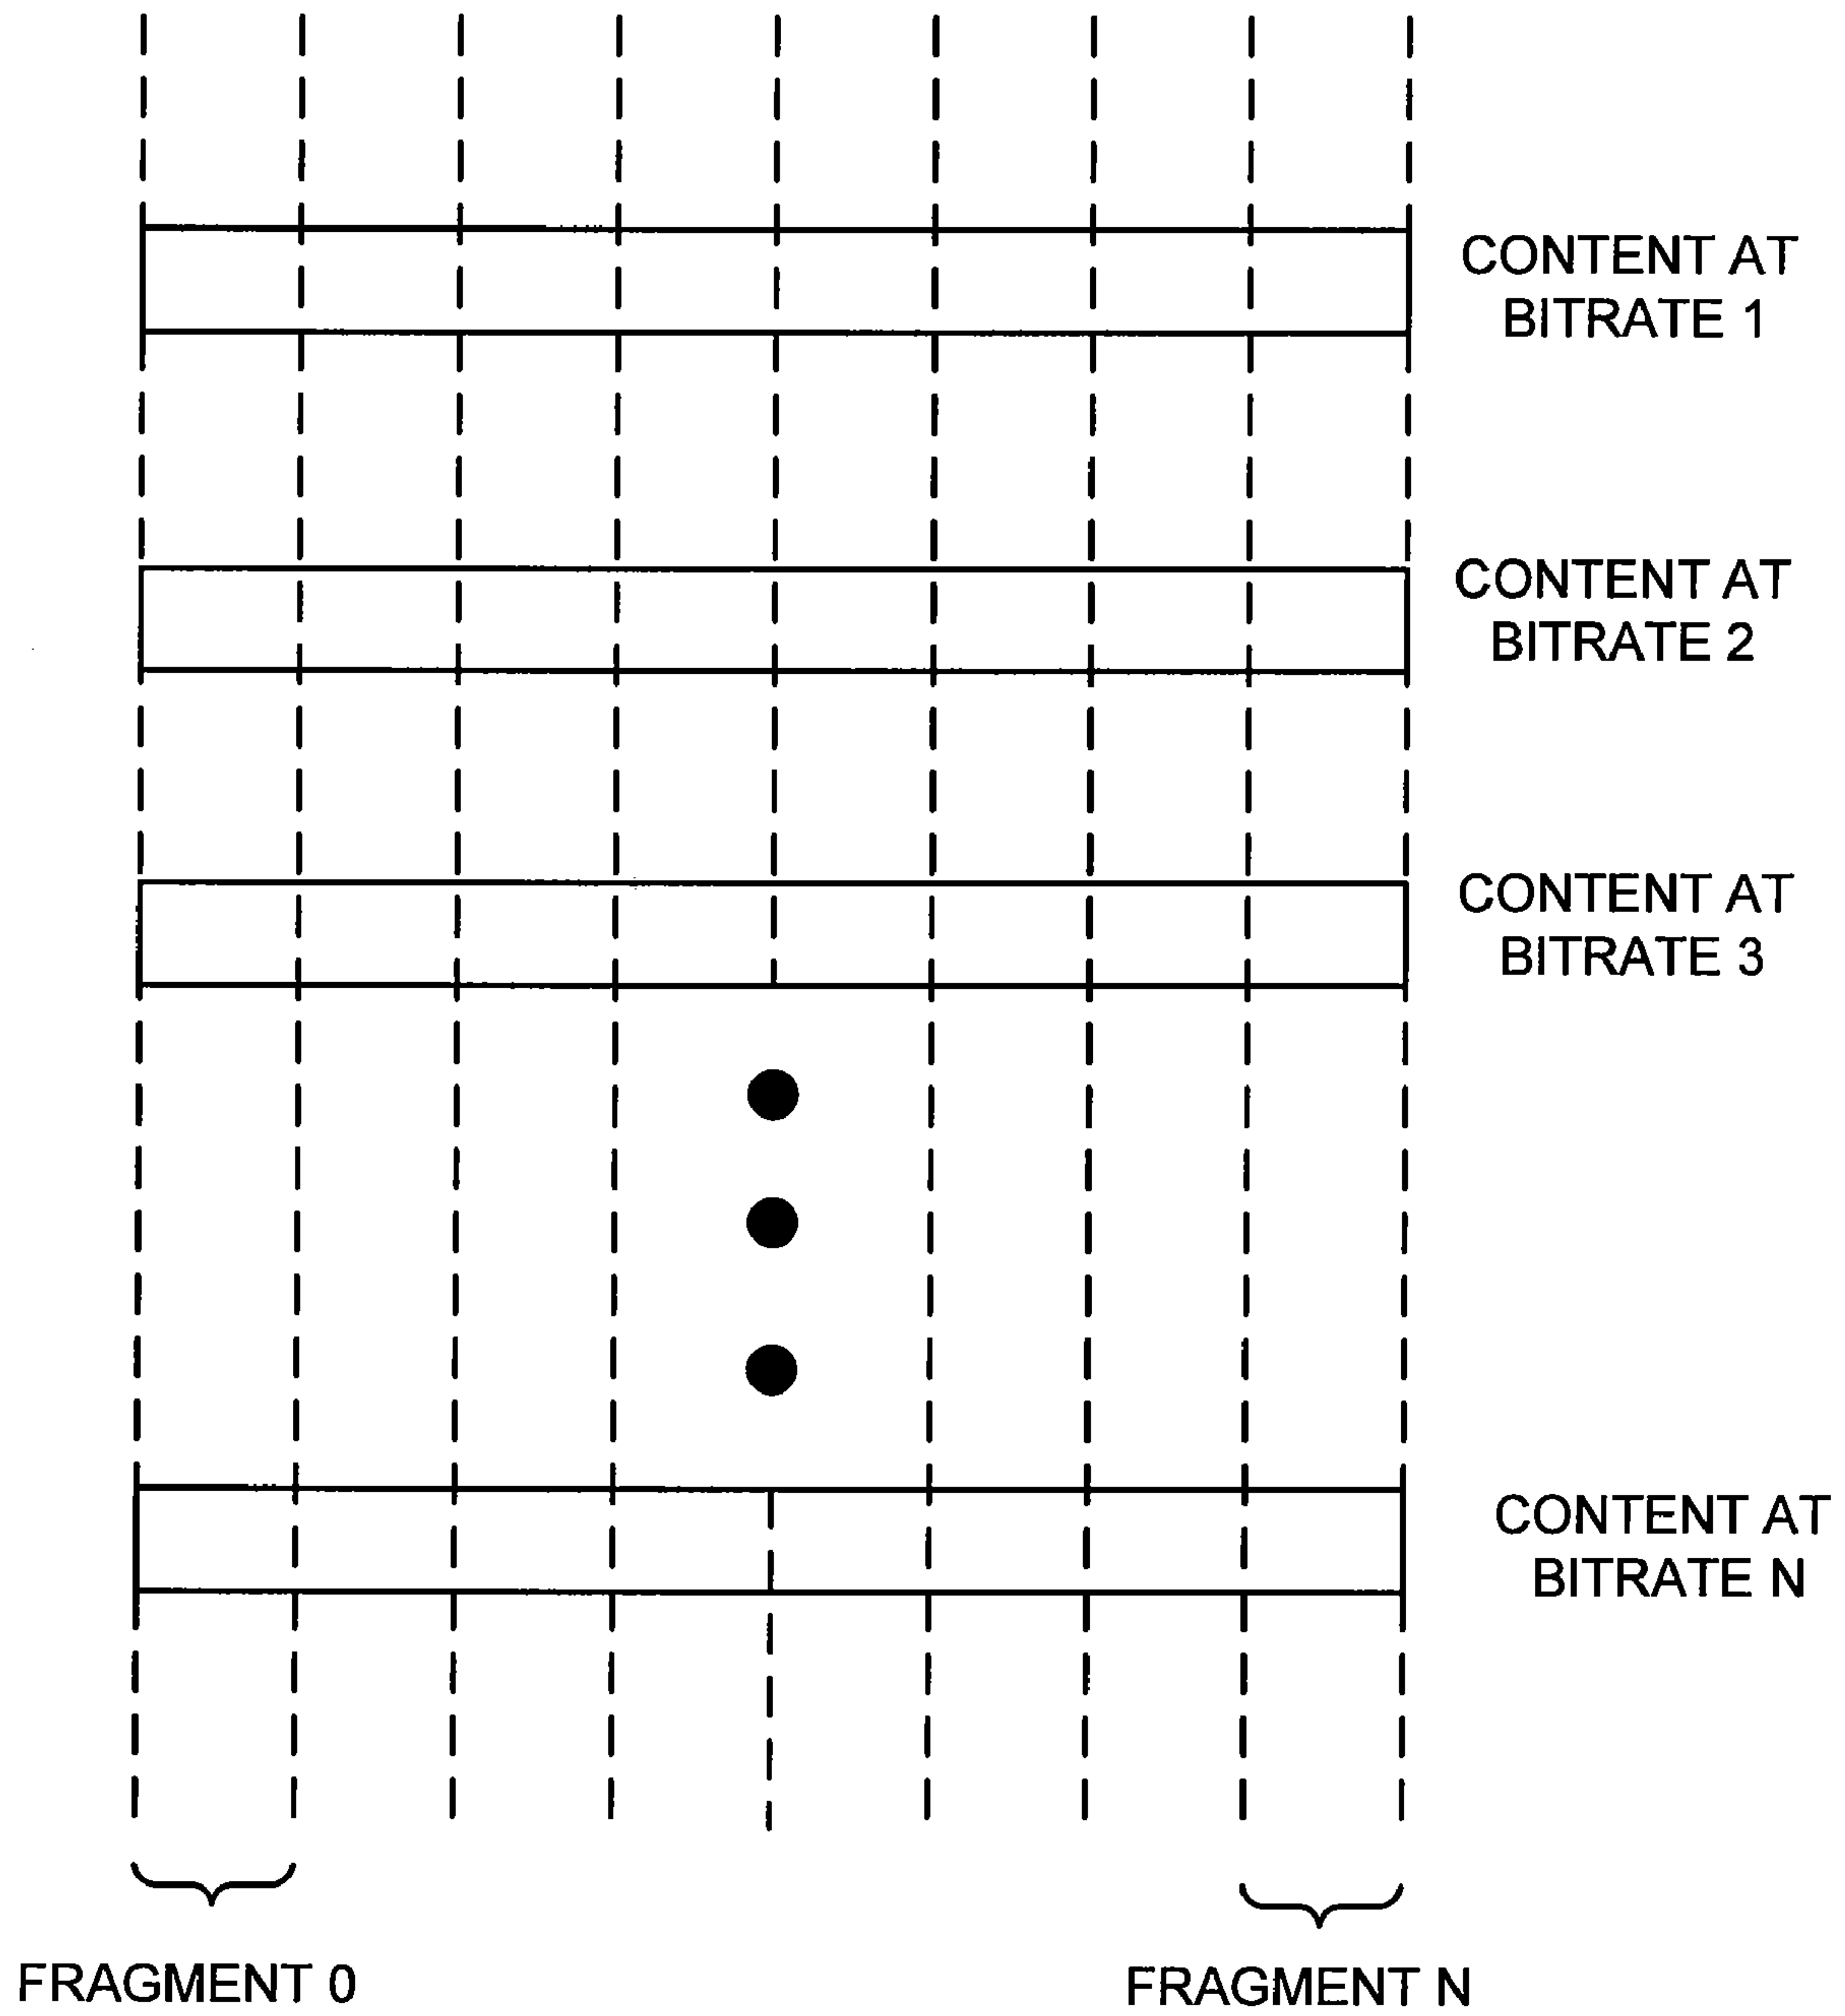 CONTENT AT
BITRATE 1
CONTENT AT
BITRATE 2
CONTENT AT
BITRATE 3
CONTENT AT
BITRATE N
FRAGMENT 0
FRAGMENT N